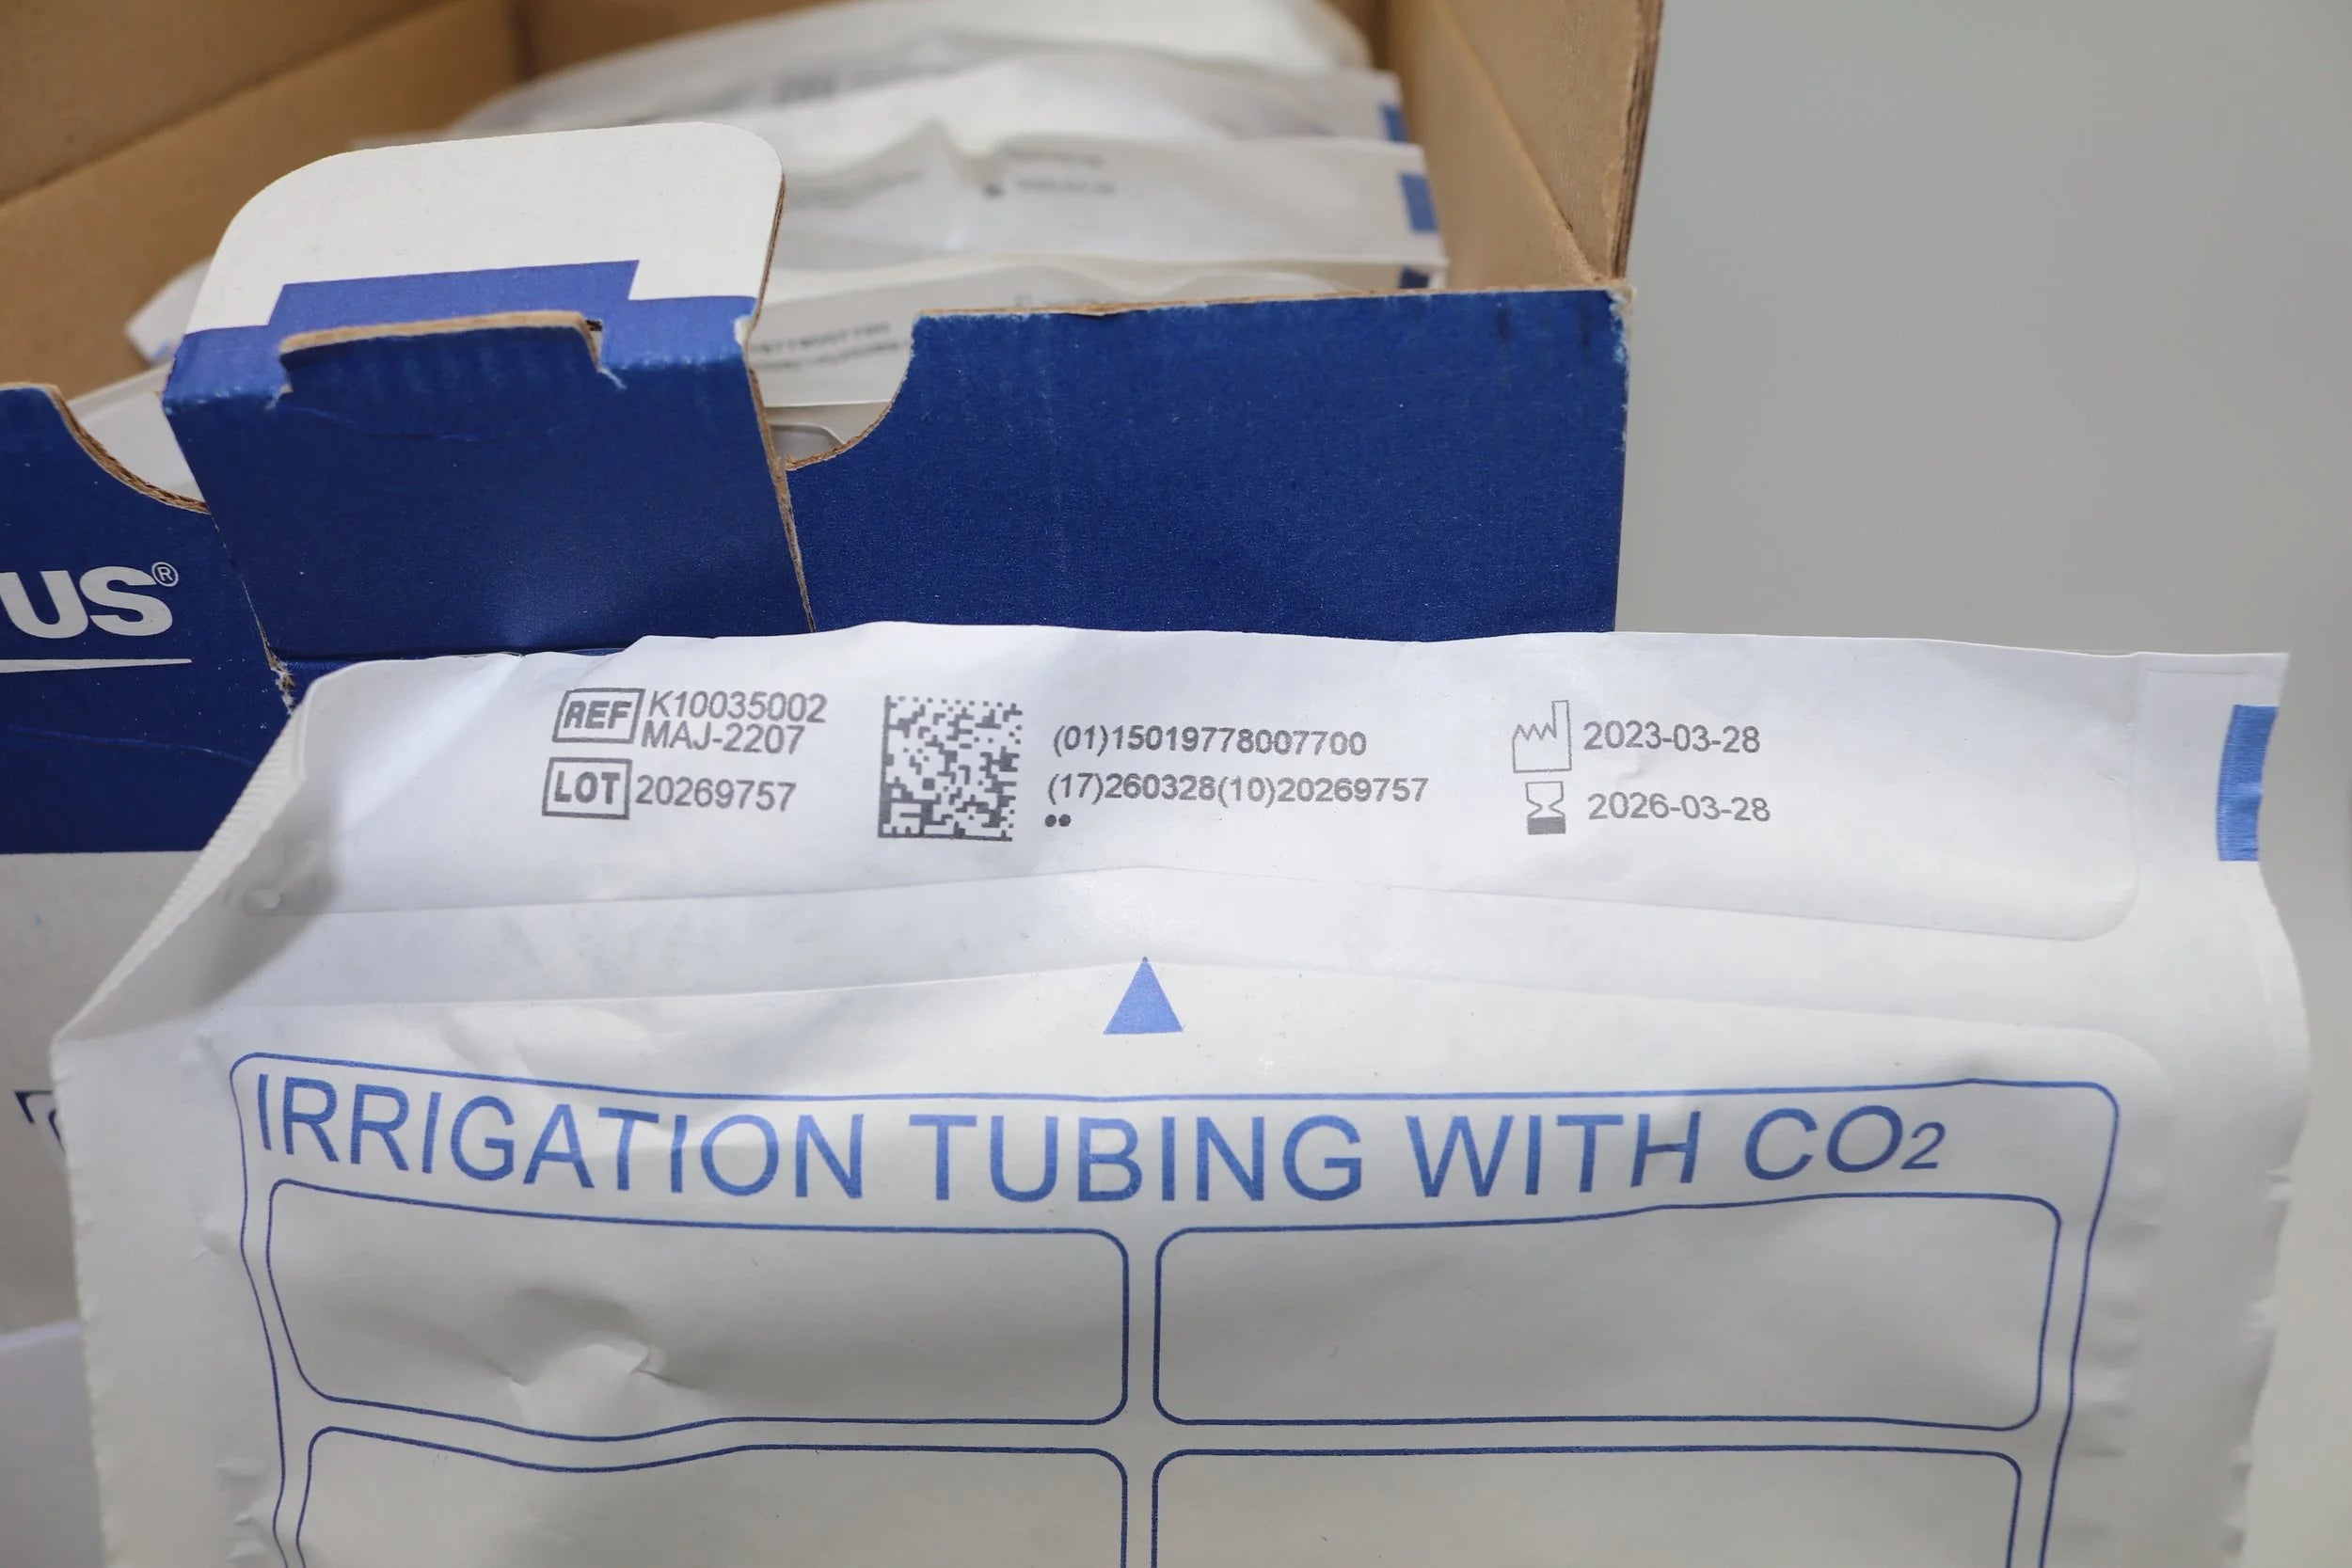 US®
REF K10035002
MAJ-2207
LOT 20269757
(01)15019778007700
(17)260328(10)20269757
2023-03-28
2026-03-28
IRRIGATION TUBING WITH CO2